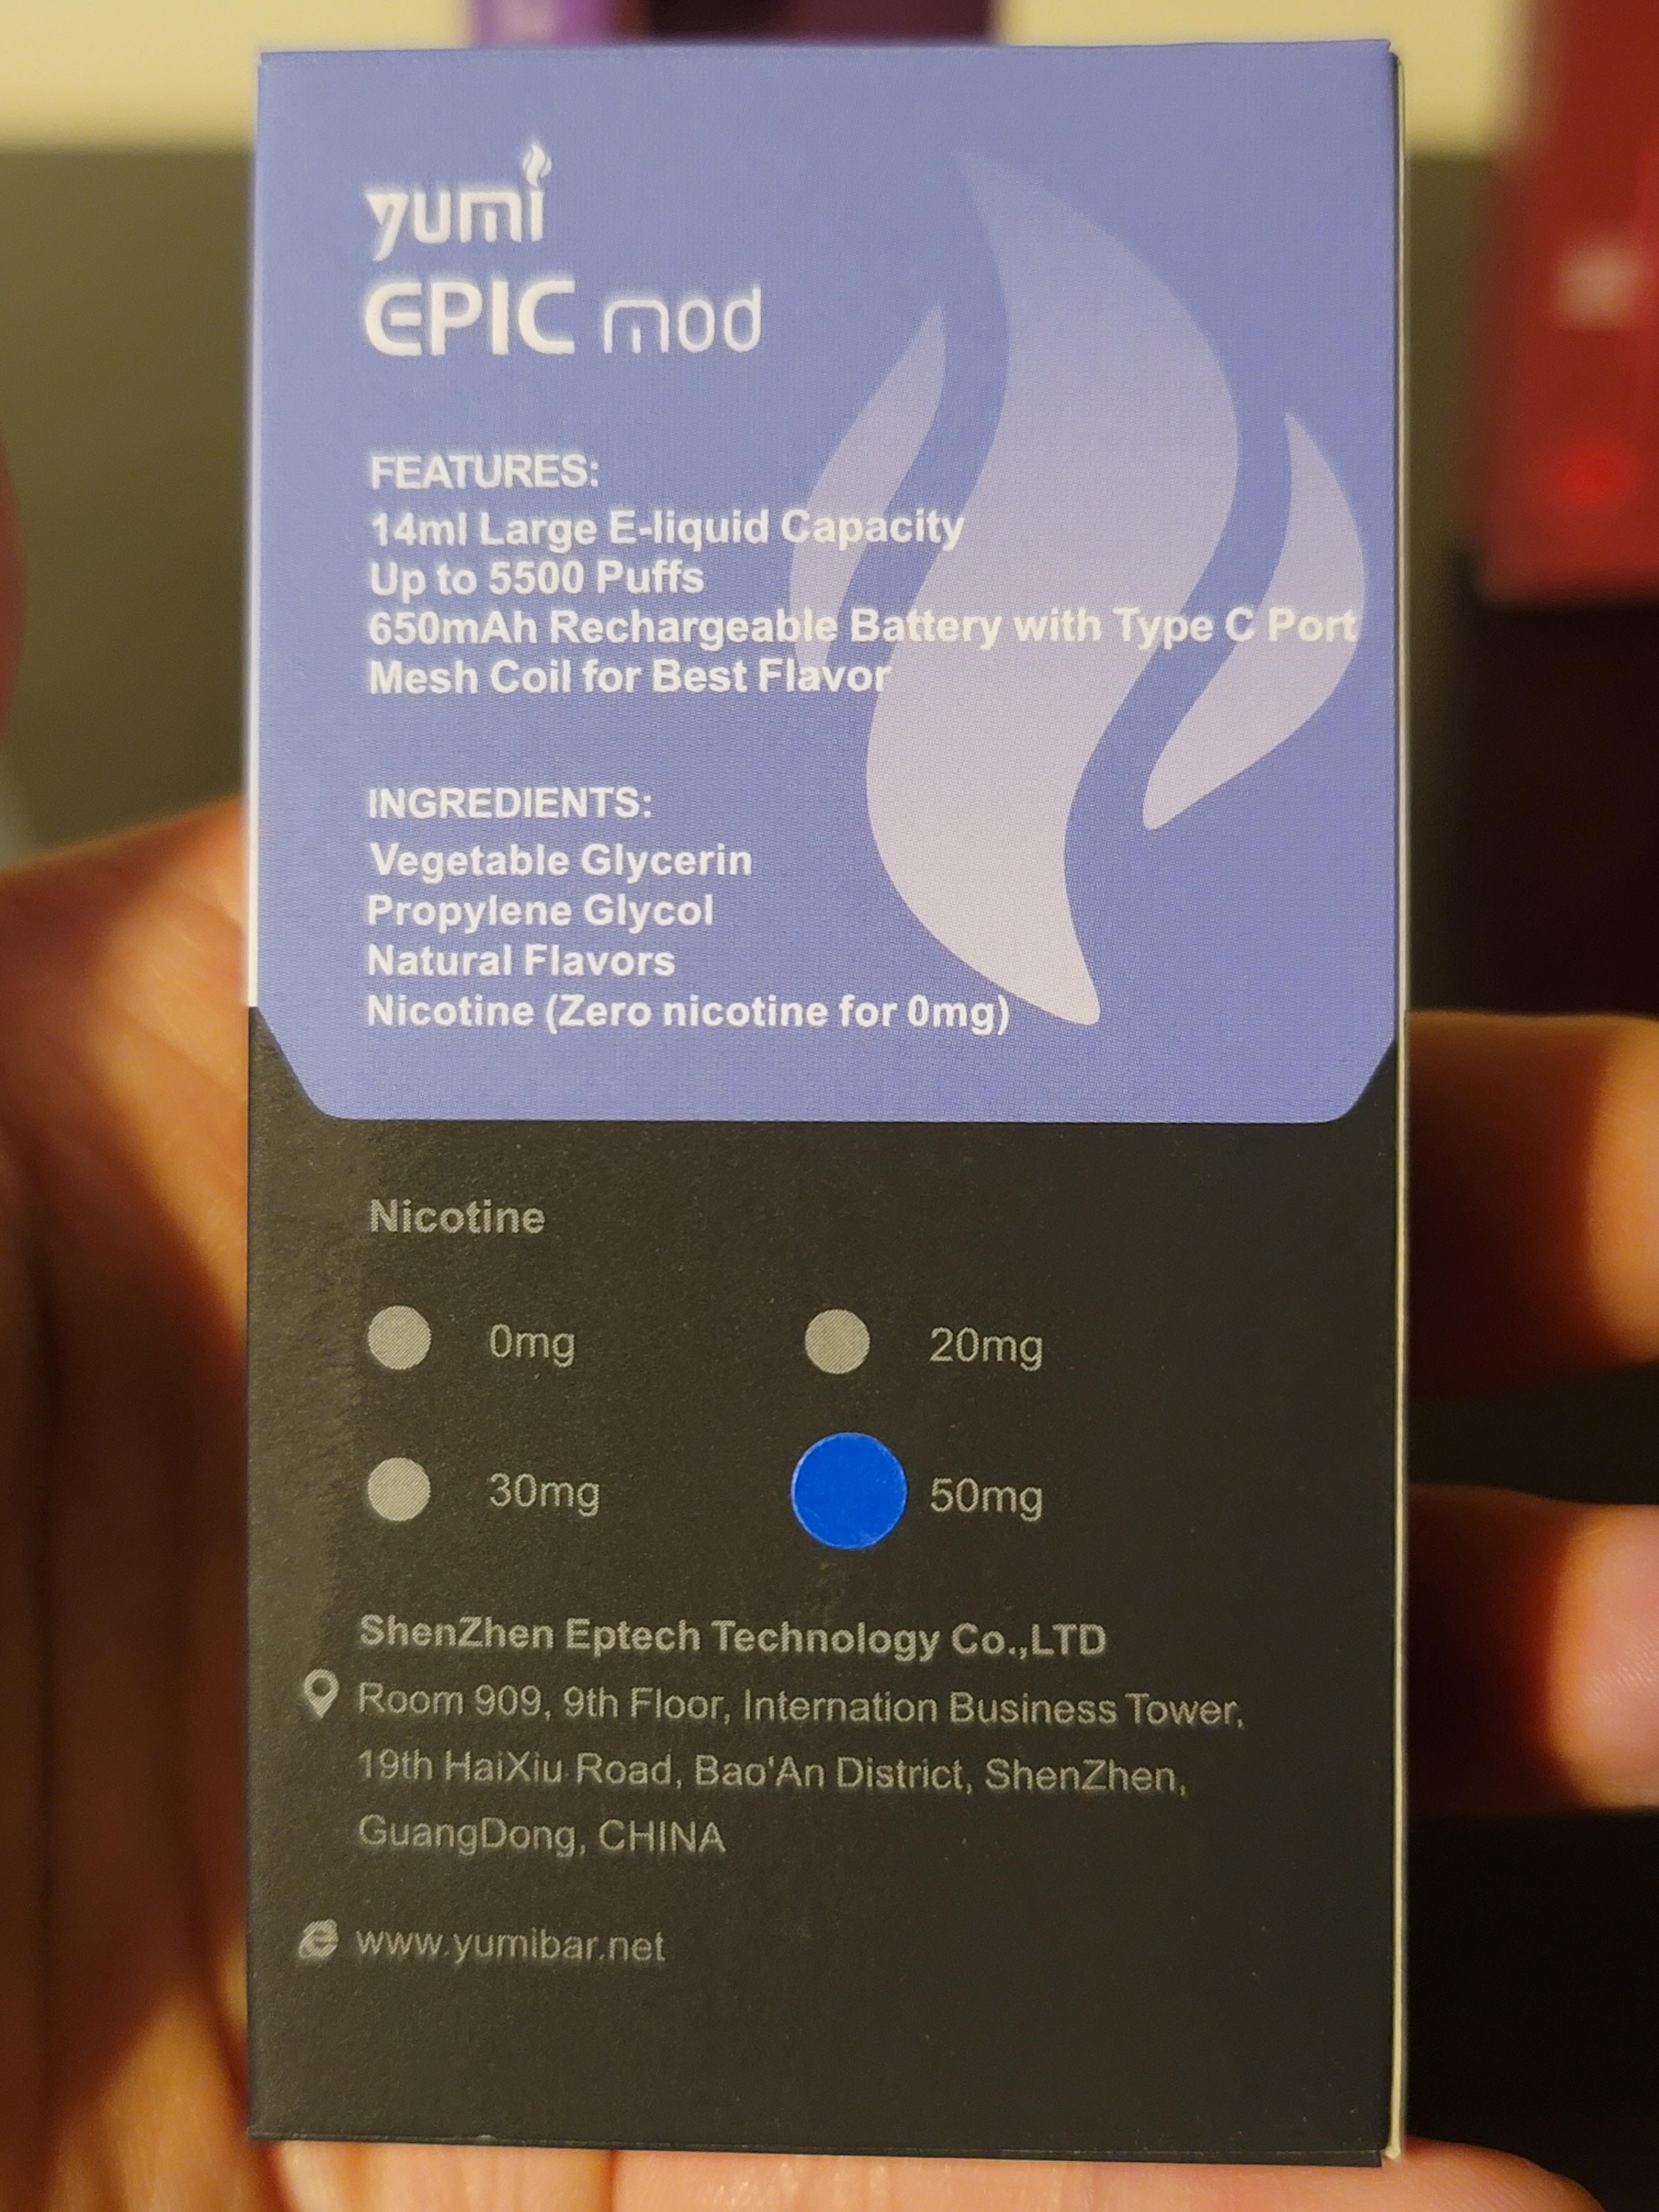 yumi
EPIC mod
FEATURES:
14ml Large E-liquid Capacity
Up to 5500 Puffs
650mAh Rechargeable Battery with Type C Port
Mesh Coil for Best Flavor
INGREDIENTS:
Vegetable Glycerin
Propylene Glycol
Natural Flavors
Nicotine (Zero nicotine for 0mg)
Nicotine
0mg 20mg
30mg 50mg
ShenZhen Eptech Technology Co.,LTD
Room 909, 9th Floor, Internation Business Tower,
19th HaiXiu Road, Bao'An District, ShenZhen,
GuangDong, CHINA
www.yumibar.net